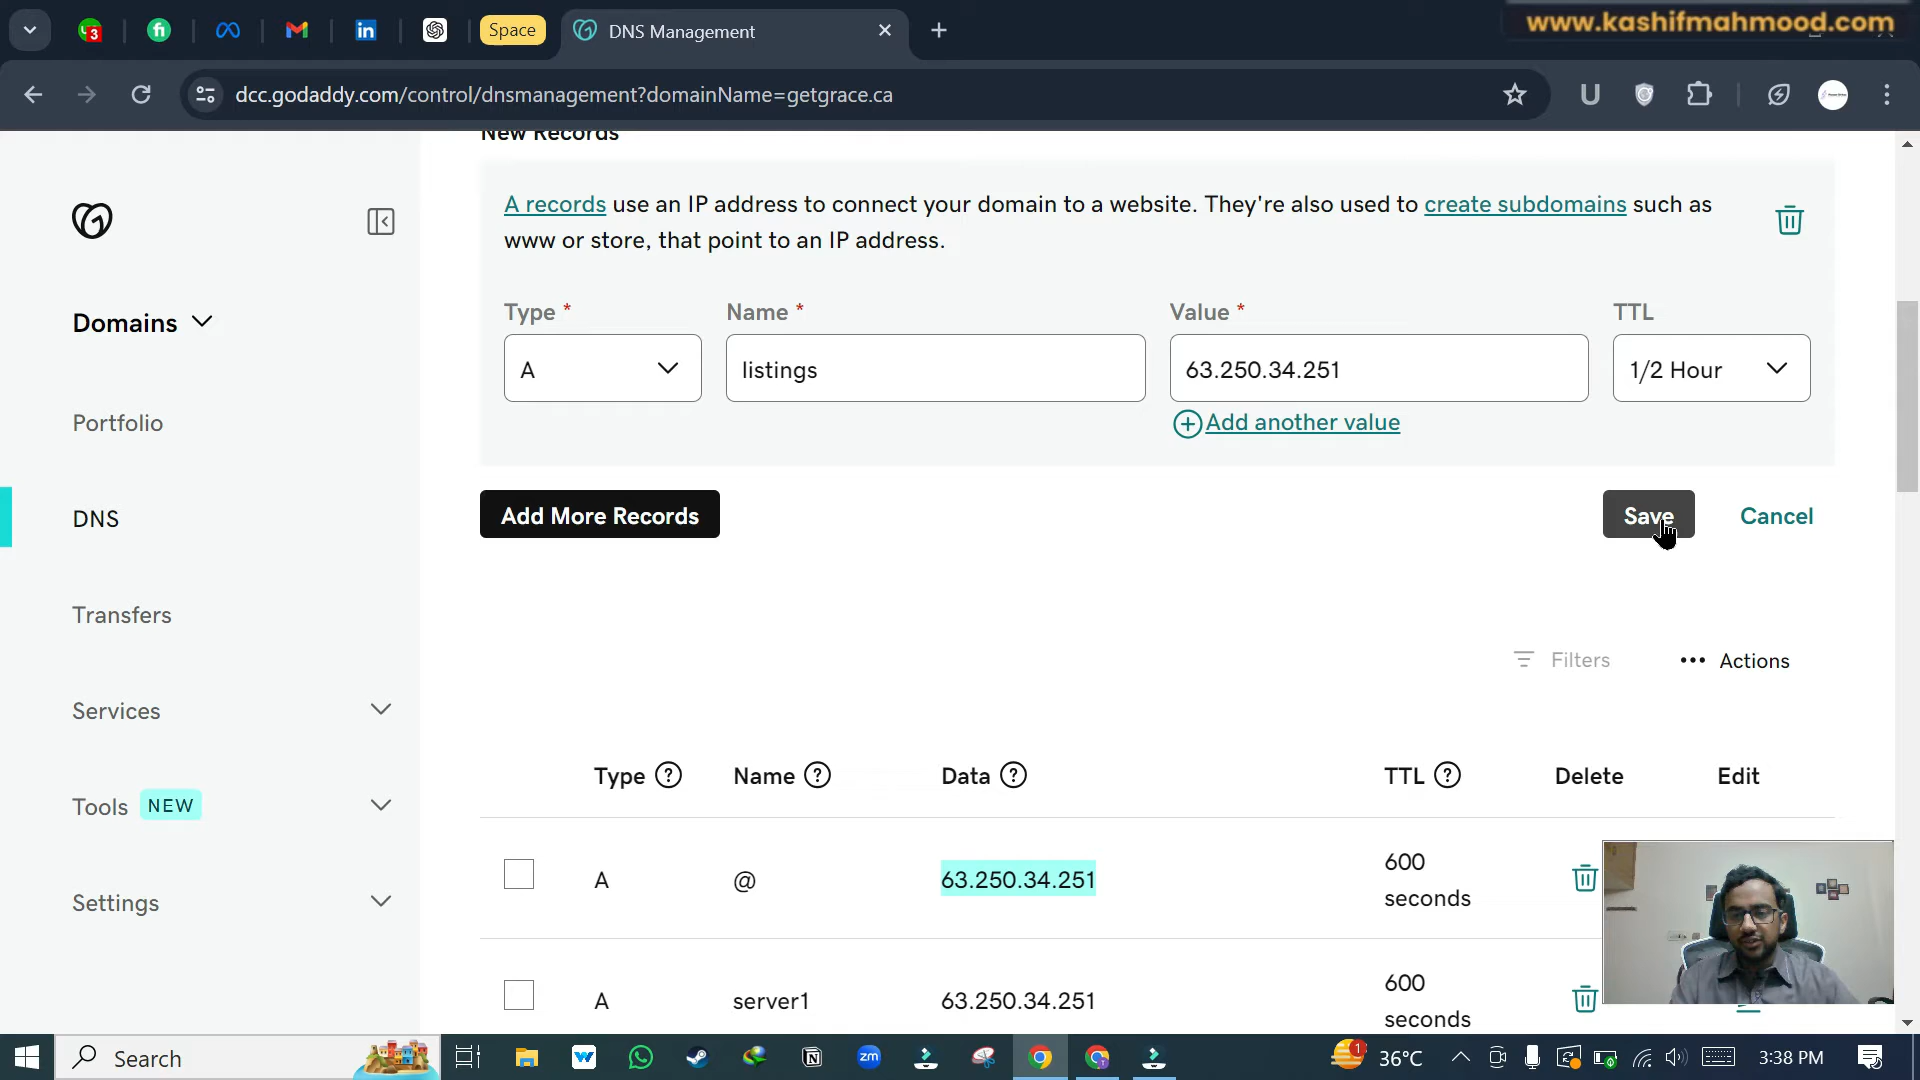 Space
DNS Management
www.kashifmahmood.com
dcc.godaddy.com/control/dnsmanagement?domainName=getgrace.ca
New Records
A records use an IP address to connect your domain to a website. They're also used to create subdomains such as
www or store, that point to an IP address.
Type *
Name *
Value *
TTL
A
listings
63.250.34.251
1/2 Hour
Add another value
Add More Records
Save
Cancel
Domains
Portfolio
DNS
Transfers
Services
Tools NEW
Settings
Filters
Actions
Type
Name
Data
TTL
Delete
Edit
A
@
63.250.34.251
600
seconds
A
server1
63.250.34.251
600
seconds
Search
36°C
3:38 PM